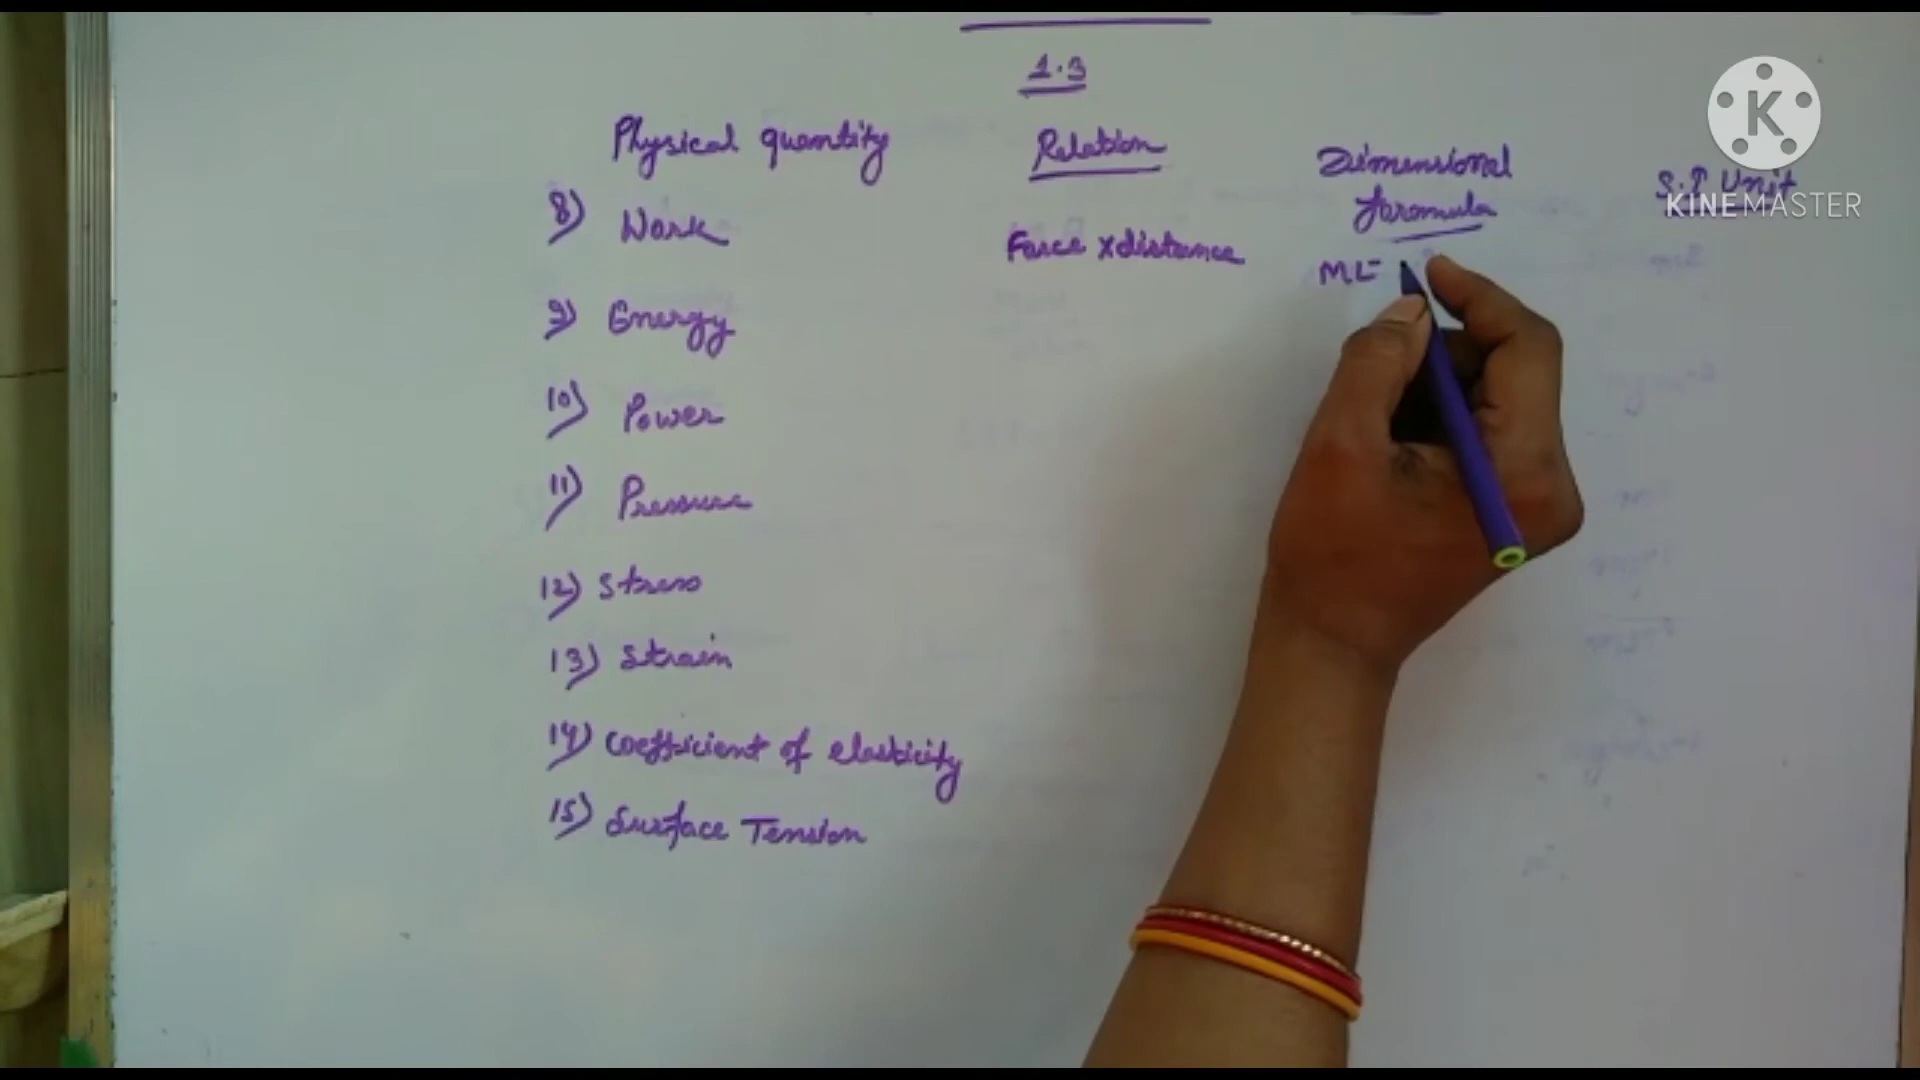 1.3
Physical quantity Relation Dimensional formula S.I Unit
8) Work Force x distance ML
9) Energy
10) Power
11) Pressure
12) Stress
13) Strain
14) Coefficient of elasticity
15) Surface Tension
K
KINEMASTER